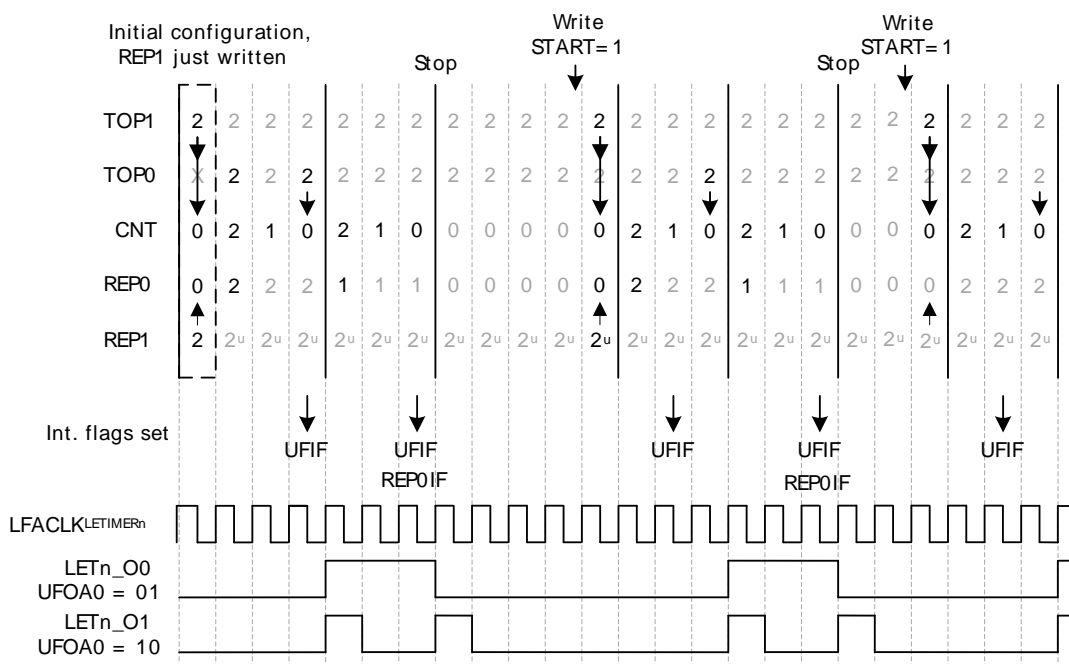 Initial configuration,
REP1 just written
Stop
Write
START=1
Stop
Write
START=1
TOP1 2 2 2 2 2 2 2 2 2 2 2 2 2 2 2 2 2 2 2 2 2 2 2 2
TOP0 X 2 2 2 2 2 2 2 2 2 2 2 2 2 2 2 2 2 2 2 2 2 2 2
CNT 0 2 1 0 2 1 0 0 0 0 0 0 2 1 0 2 1 0 0 0 0 2 1 0
REP0 0 2 2 2 1 1 1 0 0 0 0 0 2 2 2 1 1 1 0 0 0 2 2 2
REP1 2 2u 2u 2u 2u 2u 2u 2u 2u 2u 2u 2u 2u 2u 2u 2u 2u 2u 2u 2u 2u 2u 2u 2u
Int. flags set
UFIF UFIF UFIF UFIF UFIF
REP0IF REP0IF
LFACLKLETIMERn
LETn_O0
UFOA0 = 01
LETn_O1
UFOA0 = 10